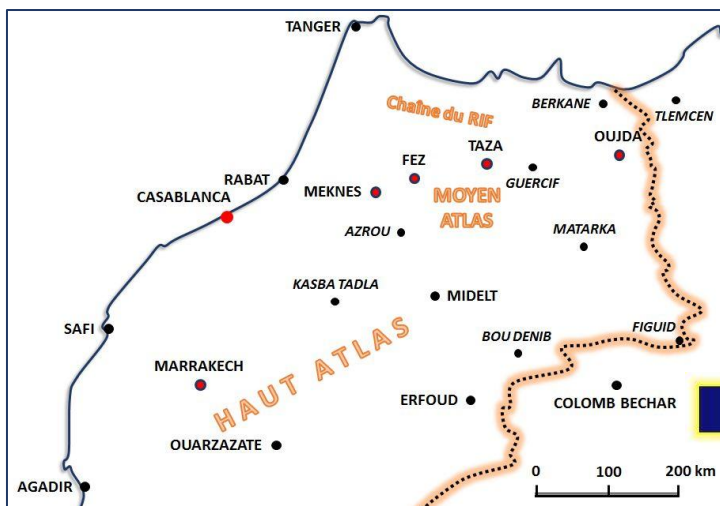 TANGER
Chaîne du RIF
BERKANE
TLEMCEN
OUJDA
TAZA
FEZ
GUERCIF
RABAT
MEKNES
CASABLANCA
MOYEN
ATLAS
AZROU
MATARKA
KASBA TADLA
MIDELT
SAFI
FIGUID
BOU DENIB
HAUT ATLAS
MARRAKECH
ERFOUD
COLOMB BECHAR
OUARZAZATE
AGADIR
0 100 200 km